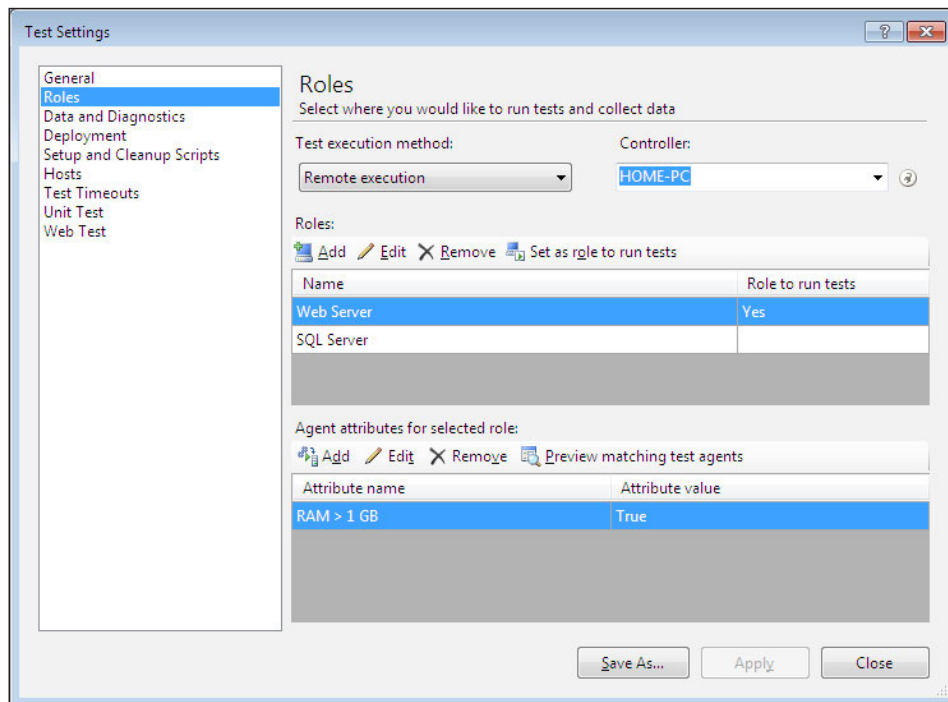 Test Settings
General
Roles
Data and Diagnostics
Deployment
Setup and Cleanup Scripts
Hosts
Test Timeouts
Unit Test
Web Test
Roles
Select where you would like to run tests and collect data
Test execution method: Controller:
Remote execution HOME-PC
Roles:
Add Edit Remove Set as role to run tests
Name Role to run tests
Web Server Yes
SQL Server
Agent attributes for selected role:
Add Edit Remove Preview matching test agents
Attribute name Attribute value
RAM > 1 GB True
Save As... Apply Close